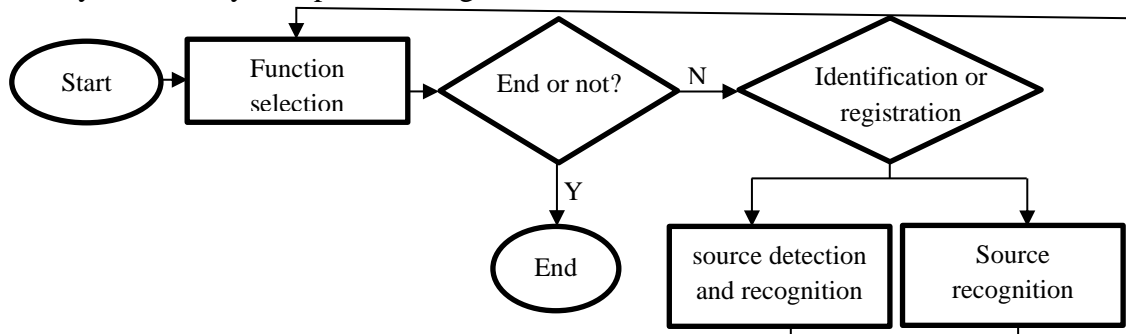 Start
Function
selection
End or not?
N
Identification or
registration
Y
End
source detection
and recognition
Source
recognition